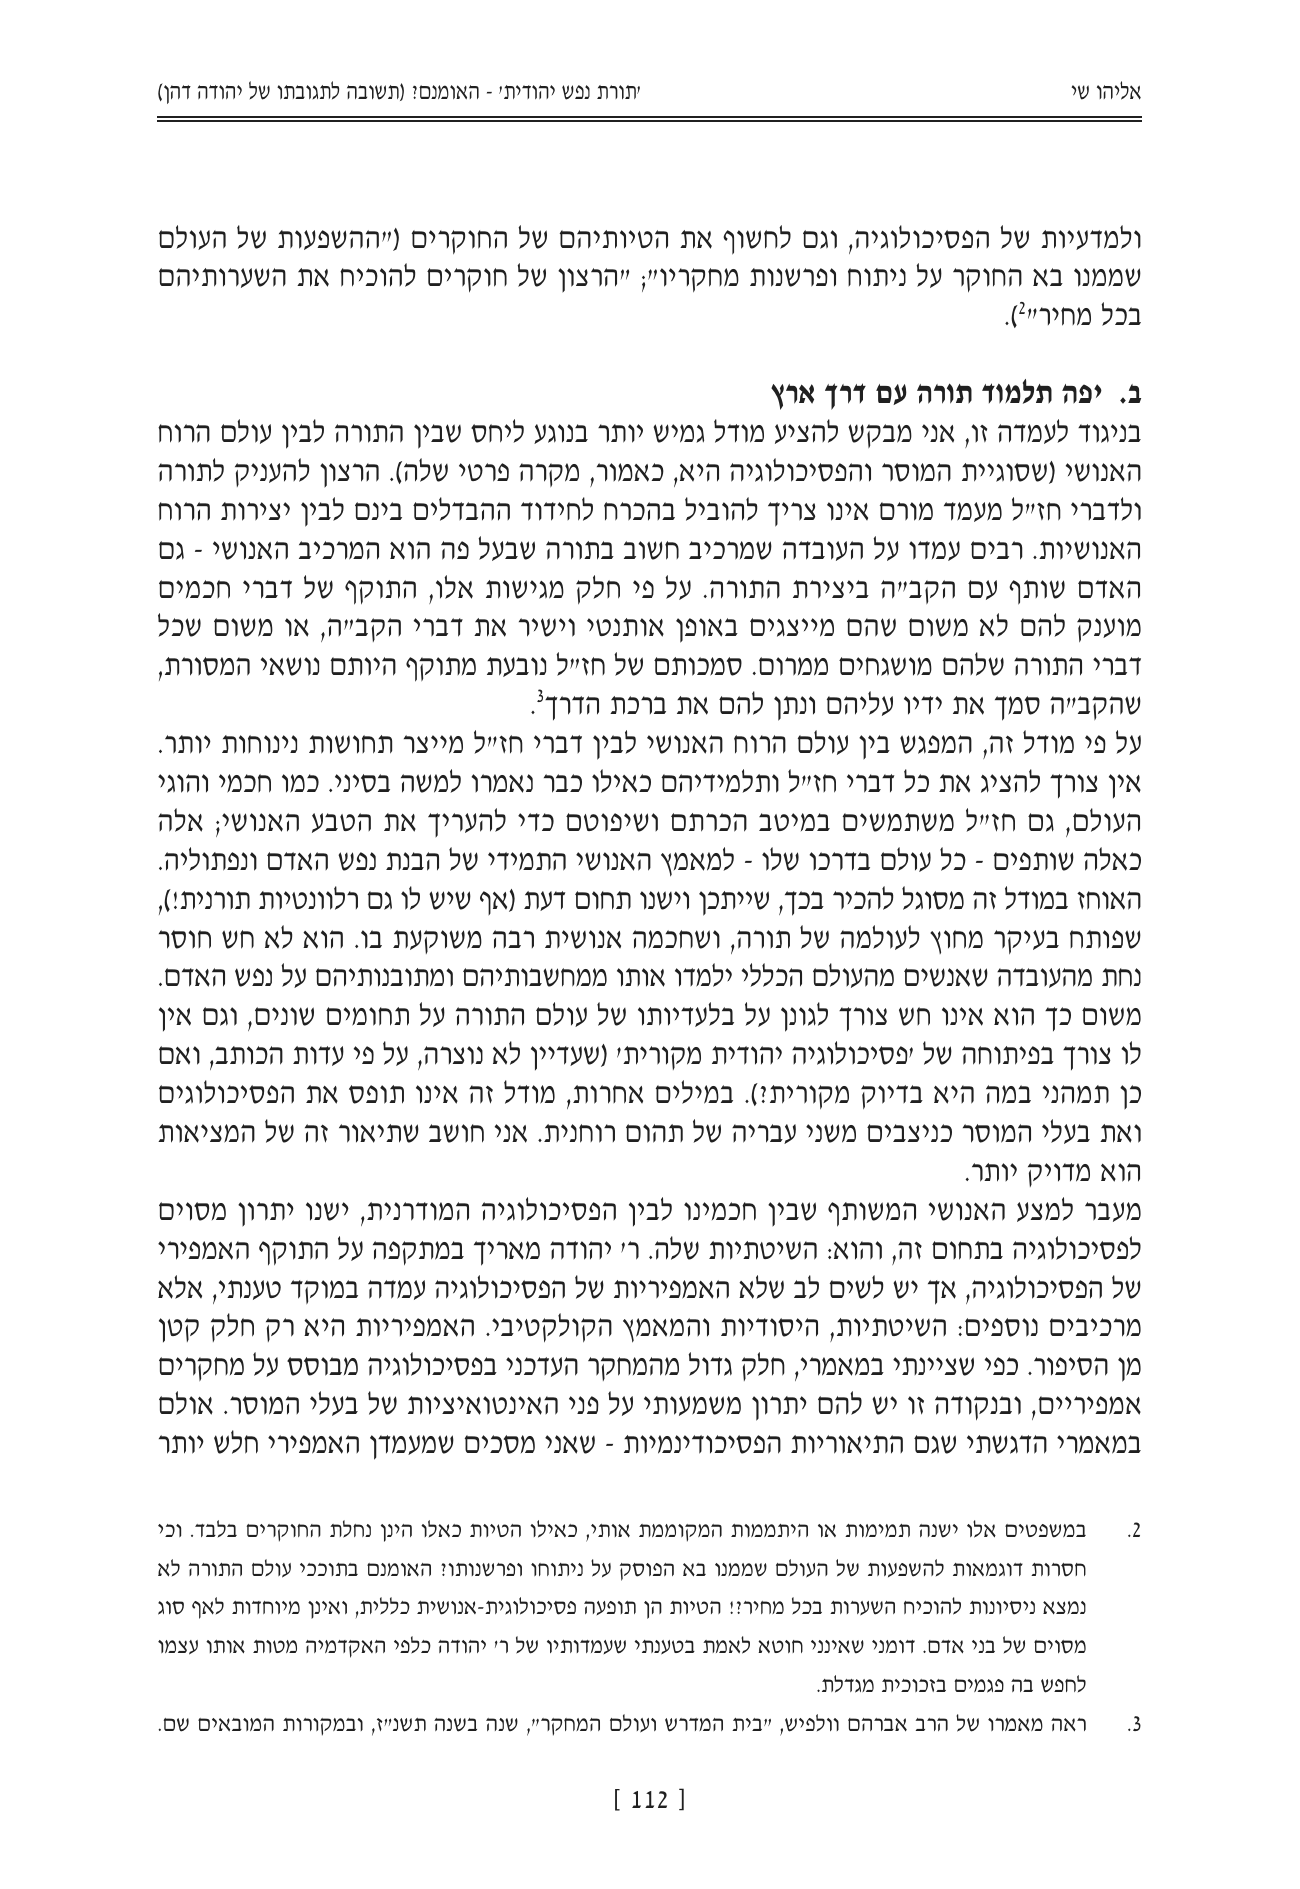 אליהו שי
'תורת נפש יהודית' - האומנם? (תשובה לתגובתו של יהודה דהן)
ולמדעיות של הפסיכולוגיה, וגם לחשוף את הטיותיהם של החוקרים ("ההשפעות של העולם
שממנו בא החוקר על ניתוח ופרשנות מחקריו"; "הרצון של חוקרים להוכיח את השערותיהם
בכל מחיר"2).
ב. יפה תלמוד תורה עם דרך ארץ
בניגוד לעמדה זו, אני מבקש להציע מודל גמיש יותר בנוגע ליחס שבין התורה לבין עולם הרוח
האנושי (שסוגיית המוסר והפסיכולוגיה היא, כאמור, מקרה פרטי שלה). הרצון להעניק לתורה
ולדברי חז"ל מעמד מורם אינו צריך להוביל בהכרח לחידוד ההבדלים בינם לבין יצירות הרוח
האנושיות. רבים עמדו על העובדה שמרכיב חשוב בתורה שבעל פה הוא המרכיב האנושי - גם
האדם שותף עם הקב"ה ביצירת התורה. על פי חלק מגישות אלו, התוקף של דברי חכמים
מוענק להם לא משום שהם מייצגים באופן אותנטי וישיר את דברי הקב"ה, או משום שכל
דברי התורה שלהם מושגחים ממרום. סמכותם של חז"ל נובעת מתוקף היותם נושאי המסורת,
שהקב"ה סמך את ידיו עליהם ונתן להם את ברכת הדרך3.
על פי מודל זה, המפגש בין עולם הרוח האנושי לבין דברי חז"ל מייצר תחושות נינוחות יותר.
אין צורך להציג את כל דברי חז"ל ותלמידיהם כאילו כבר נאמרו למשה בסיני. כמו חכמי והוגי
העולם, גם חז"ל משתמשים במיטב הכרתם ושיפוטם כדי להעריך את הטבע האנושי; אלה
כאלה שותפים - כל עולם בדרכו שלו - למאמץ האנושי התמידי של הבנת נפש האדם ונפתוליה.
האוחז במודל זה מסוגל להכיר בכך, שייתכן וישנו תחום דעת (אף שיש לו גם רלוונטיות תורנית!),
שפותח בעיקר מחוץ לעולמה של תורה, ושחכמה אנושית רבה משוקעת בו. הוא לא חש חוסר
נחת מהעובדה שאנשים מהעולם הכללי ילמדו אותו ממחשבותיהם ומתובנותיהם על נפש האדם.
משום כך הוא אינו חש צורך לגונן על בלעדיותו של עולם התורה על תחומים שונים, וגם אין
לו צורך בפיתוחה של 'פסיכולוגיה יהודית מקורית' (שעדיין לא נוצרה, על פי עדות הכותב, ואם
כן תמהני במה היא בדיוק מקורית?). במילים אחרות, מודל זה אינו תופס את הפסיכולוגים
ואת בעלי המוסר כניצבים משני עבריה של תהום רוחנית. אני חושב שתיאור זה של המציאות
הוא מדויק יותר.
מעבר למצע האנושי המשותף שבין חכמינו לבין הפסיכולוגיה המודרנית, ישנו יתרון מסוים
לפסיכולוגיה בתחום זה, והוא: השיטתיות שלה. ר' יהודה מאריך במתקפה על התוקף האמפירי
של הפסיכולוגיה, אך יש לשים לב שלא האמפיריות של הפסיכולוגיה עמדה במוקד טענתי, אלא
מרכיבים נוספים: השיטתיות, היסודיות והמאמץ הקולקטיבי. האמפיריות היא רק חלק קטן
מן הסיפור. כפי שציינתי במאמרי, חלק גדול מהמחקר העדכני בפסיכולוגיה מבוסס על מחקרים
אמפיריים, ובנקודה זו יש להם יתרון משמעותי על פני האינטואיציות של בעלי המוסר. אולם
במאמרי הדגשתי שגם התיאוריות הפסיכודינמיות - שאני מסכים שמעמדן האמפירי חלש יותר
2. במשפטים אלו ישנה תמימות או היתממות המקוממת אותי, כאילו הטיות כאלו הינן נחלת החוקרים בלבד. וכי
חסרות דוגמאות להשפעות של העולם שממנו בא הפוסק על ניתוחו ופרשנותו? האומנם בתוככי עולם התורה לא
נמצא ניסיונות להוכיח השערות בכל מחיר?! הטיות הן תופעה פסיכולוגית-אנושית כללית, ואינן מיוחדות לאף סוג
מסוים של בני אדם. דומני שאינני חוטא לאמת בטענתי שעמדותיו של ר' יהודה כלפי האקדמיה מטות אותו עצמו
לחפש בה פגמים בזכוכית מגדלת.
3. ראה מאמרו של הרב אברהם וולפיש, "בית המדרש ועולם המחקר", שנה בשנה תשנ"ז, ובמקורות המובאים שם.
[ 112 ]